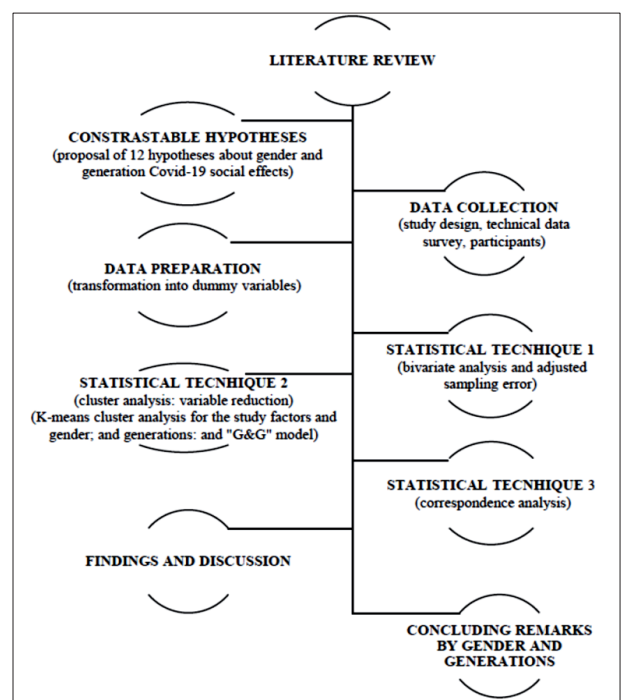 LITERATURE REVIEW
CONSTRASTABLE HYPOTHESES
(proposal of 12 hypotheses about gender and
generation Covid-19 social effects)
DATA COLLECTION
(study design, technical data
survey, participants)
DATA PREPARATION
(transformation into dummy variables)
STATISTICAL TECNHIQUE 1
(bivariate analysis and adjusted
sampling error)
STATISTICAL TECNHIQUE 2
(cluster analysis: variable reduction)
(K-means cluster analysis for the study factors and
gender; and generations: and "G&G" model)
STATISTICAL TECNHIQUE 3
(correspondence analysis)
FINDINGS AND DISCUSSION
CONCLUDING REMARKS
BY GENDER AND
GENERATIONS